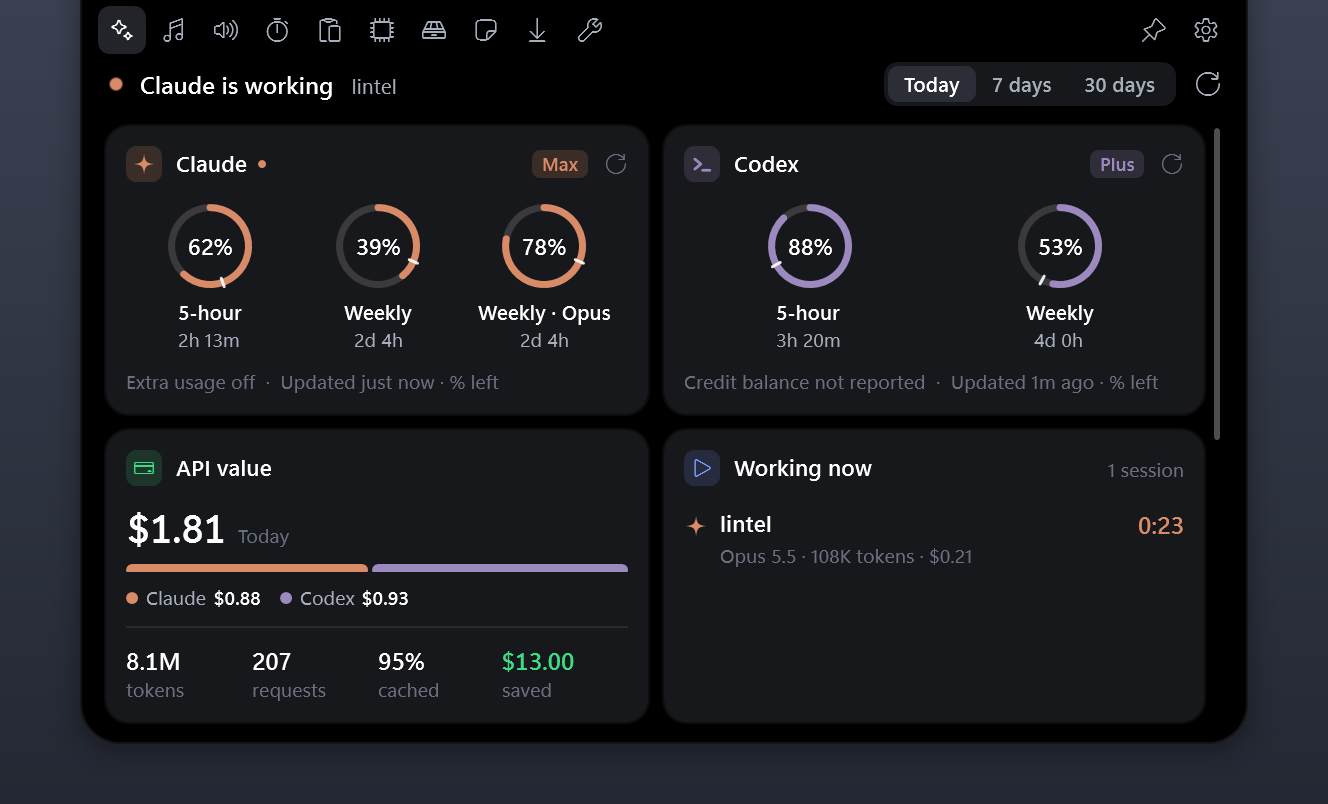 Claude is working lintel
Today 7 days 30 days
Claude Max
62% 39% 78%
5-hour Weekly Weekly · Opus
2h 13m 2d 4h 2d 4h
Extra usage off · Updated just now · % left
Codex Plus
88% 53%
5-hour Weekly
3h 20m 4d 0h
Credit balance not reported · Updated 1m ago · % left
API value
$1.81 Today
Claude $0.88 Codex $0.93
8.1M 207 95% $13.00
tokens requests cached saved
Working now 1 session
lintel 0:23
Opus 5.5 · 108K tokens · $0.21